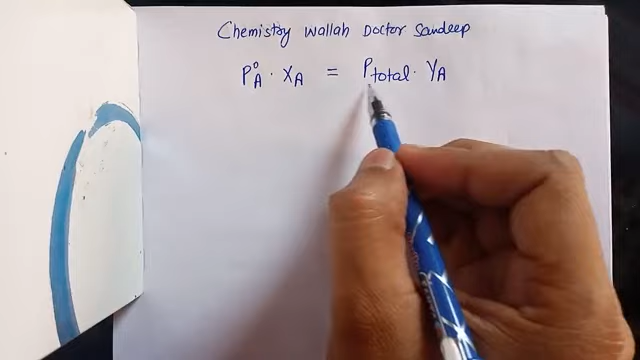 Chemistry Wallah Doctor Sandeep
P°A · XA = Ptotal · YA